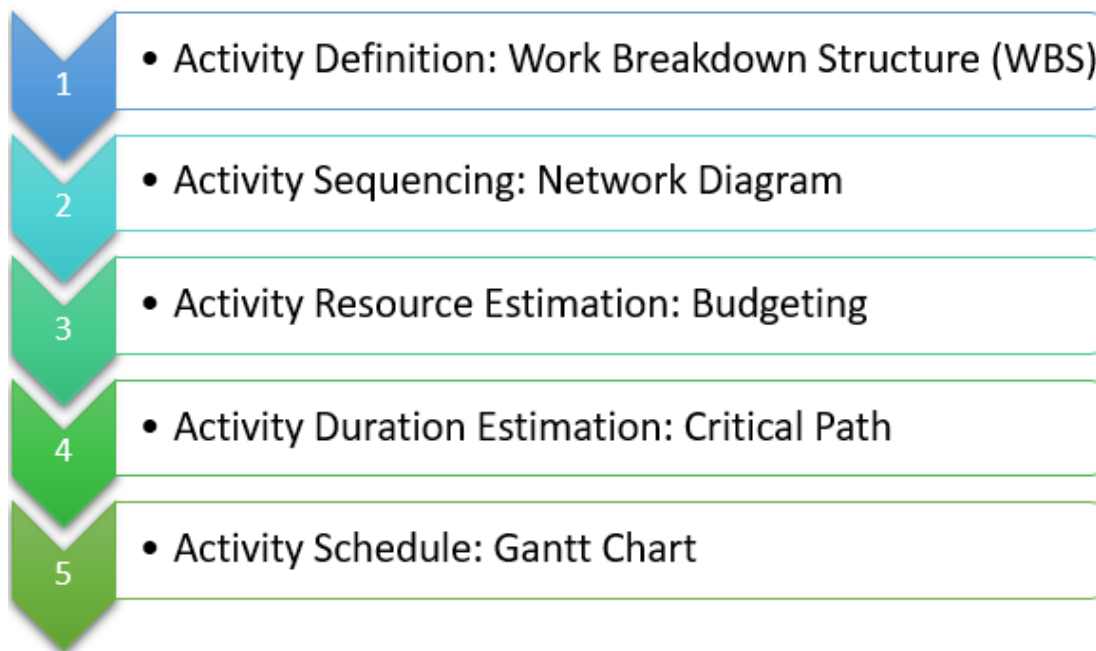 1
• Activity Definition: Work Breakdown Structure (WBS)
2
• Activity Sequencing: Network Diagram
3
• Activity Resource Estimation: Budgeting
4
• Activity Duration Estimation: Critical Path
5
• Activity Schedule: Gantt Chart